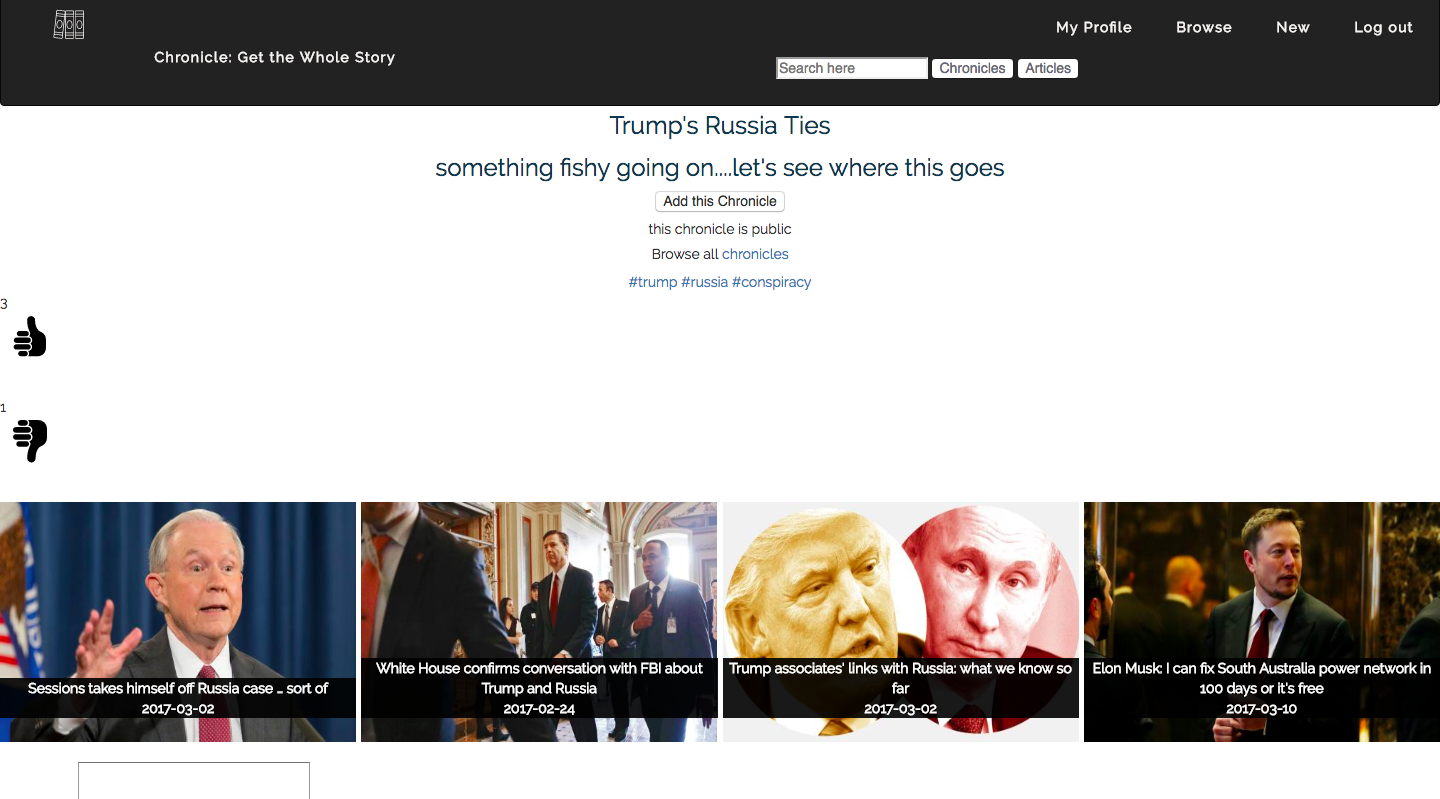 My Profile Browse New Log out
Chronicle: Get the Whole Story
Search here Chronicles Articles
Trump's Russia Ties
something fishy going on....let's see where this goes
Add this Chronicle
this chronicle is public
Browse all chronicles
#trump #russia #conspiracy
3
1
Sessions takes himself off Russia case … sort of
2017-03-02
White House confirms conversation with FBI about
Trump and Russia
2017-02-24
Trump associates' links with Russia: what we know so
far
2017-03-02
Elon Musk: I can fix South Australia power network in
100 days or it's free
2017-03-10